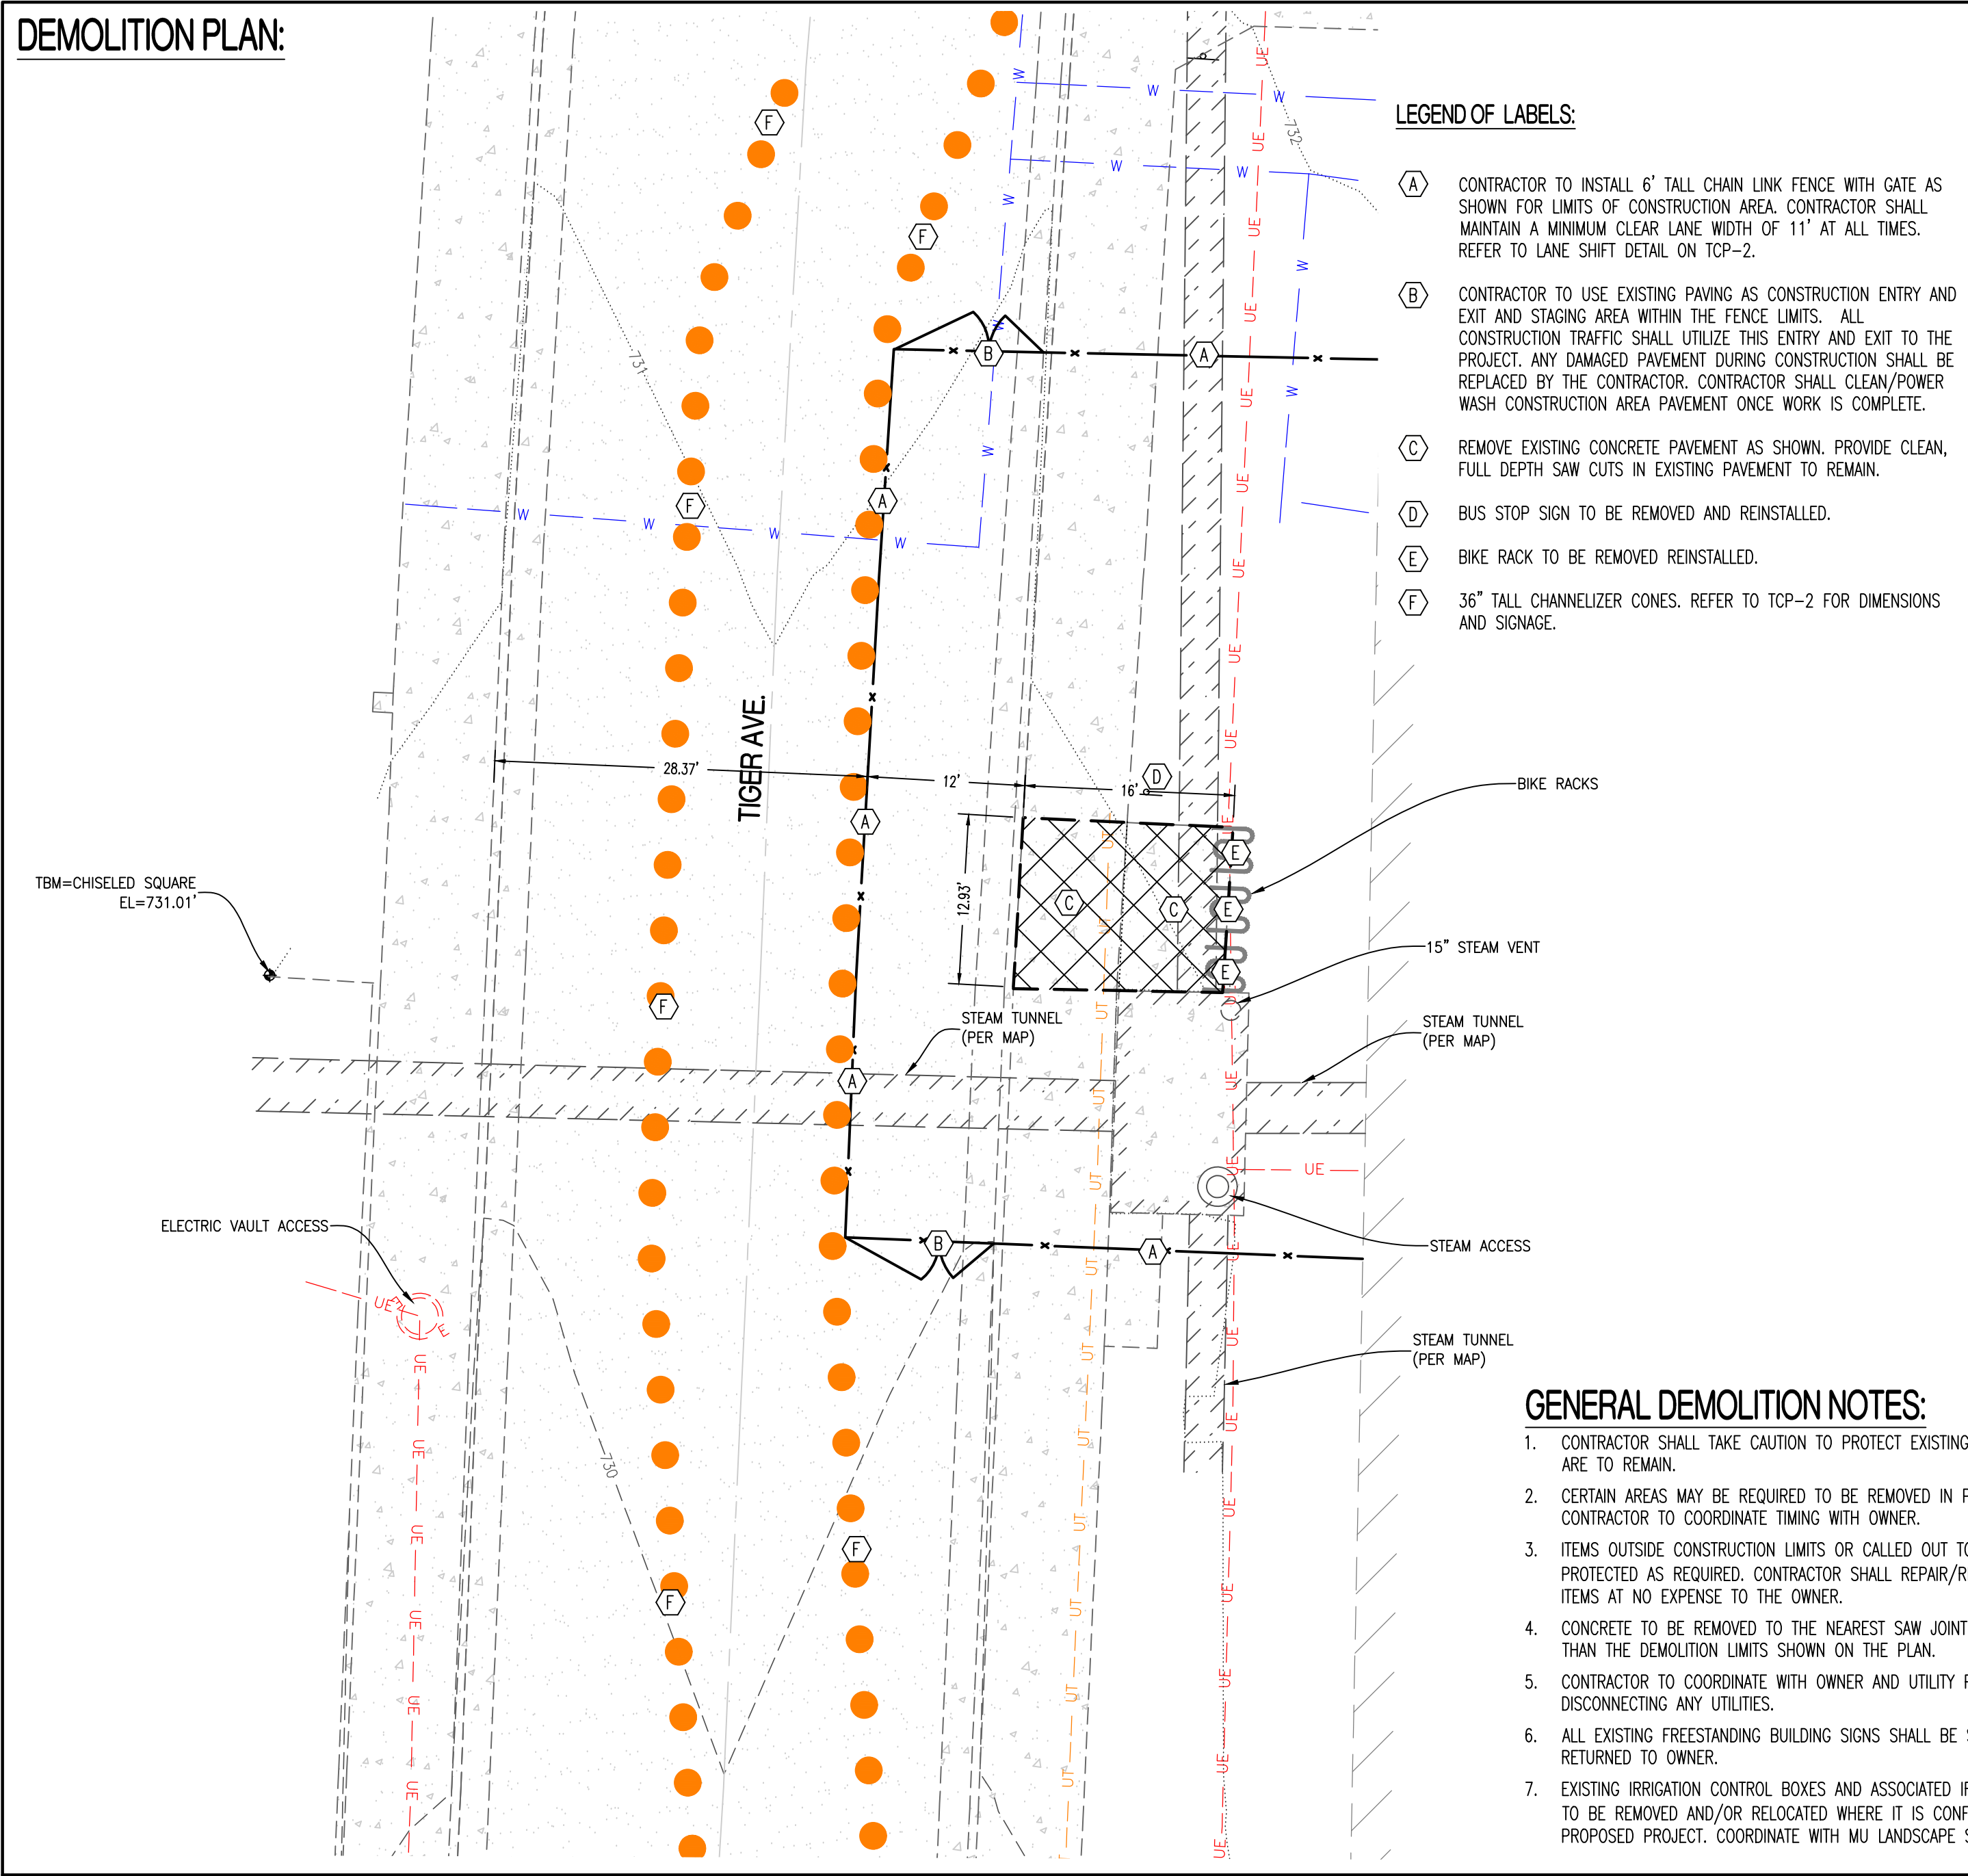 DEMOLITION PLAN:
LEGEND OF LABELS:
A CONTRACTOR TO INSTALL 6' TALL CHAIN LINK FENCE WITH GATE AS
SHOWN FOR LIMITS OF CONSTRUCTION AREA. CONTRACTOR SHALL
MAINTAIN A MINIMUM CLEAR LANE WIDTH OF 11' AT ALL TIMES.
REFER TO LANE SHIFT DETAIL ON TCP-2.
B CONTRACTOR TO USE EXISTING PAVING AS CONSTRUCTION ENTRY AND
EXIT AND STAGING AREA WITHIN THE FENCE LIMITS. ALL
CONSTRUCTION TRAFFIC SHALL UTILIZE THIS ENTRY AND EXIT TO THE
PROJECT. ANY DAMAGED PAVEMENT DURING CONSTRUCTION SHALL BE
REPLACED BY THE CONTRACTOR. CONTRACTOR SHALL CLEAN/POWER
WASH CONSTRUCTION AREA PAVEMENT ONCE WORK IS COMPLETE.
C REMOVE EXISTING CONCRETE PAVEMENT AS SHOWN. PROVIDE CLEAN,
FULL DEPTH SAW CUTS IN EXISTING PAVEMENT TO REMAIN.
D BUS STOP SIGN TO BE REMOVED AND REINSTALLED.
E BIKE RACK TO BE REMOVED REINSTALLED.
F 36" TALL CHANNELIZER CONES. REFER TO TCP-2 FOR DIMENSIONS
AND SIGNAGE.
732
731
730
TIGER AVE.
28.37'
12'
16'
12.93'
BIKE RACKS
TBM=CHISELED SQUARE
EL=731.01'
15" STEAM VENT
STEAM TUNNEL
(PER MAP)
STEAM TUNNEL
(PER MAP)
ELECTRIC VAULT ACCESS
STEAM ACCESS
STEAM TUNNEL
(PER MAP)
GENERAL DEMOLITION NOTES:
1. CONTRACTOR SHALL TAKE CAUTION TO PROTECT EXISTING
ARE TO REMAIN.
2. CERTAIN AREAS MAY BE REQUIRED TO BE REMOVED IN
CONTRACTOR TO COORDINATE TIMING WITH OWNER.
3. ITEMS OUTSIDE CONSTRUCTION LIMITS OR CALLED OUT TO
PROTECTED AS REQUIRED. CONTRACTOR SHALL REPAIR/
ITEMS AT NO EXPENSE TO THE OWNER.
4. CONCRETE TO BE REMOVED TO THE NEAREST SAW JOINT
THAN THE DEMOLITION LIMITS SHOWN ON THE PLAN.
5. CONTRACTOR TO COORDINATE WITH OWNER AND UTILITY
DISCONNECTING ANY UTILITIES.
6. ALL EXISTING FREESTANDING BUILDING SIGNS SHALL BE
RETURNED TO OWNER.
7. EXISTING IRRIGATION CONTROL BOXES AND ASSOCIATED
TO BE REMOVED AND/OR RELOCATED WHERE IT IS
PROPOSED PROJECT. COORDINATE WITH MU LANDSCAPE